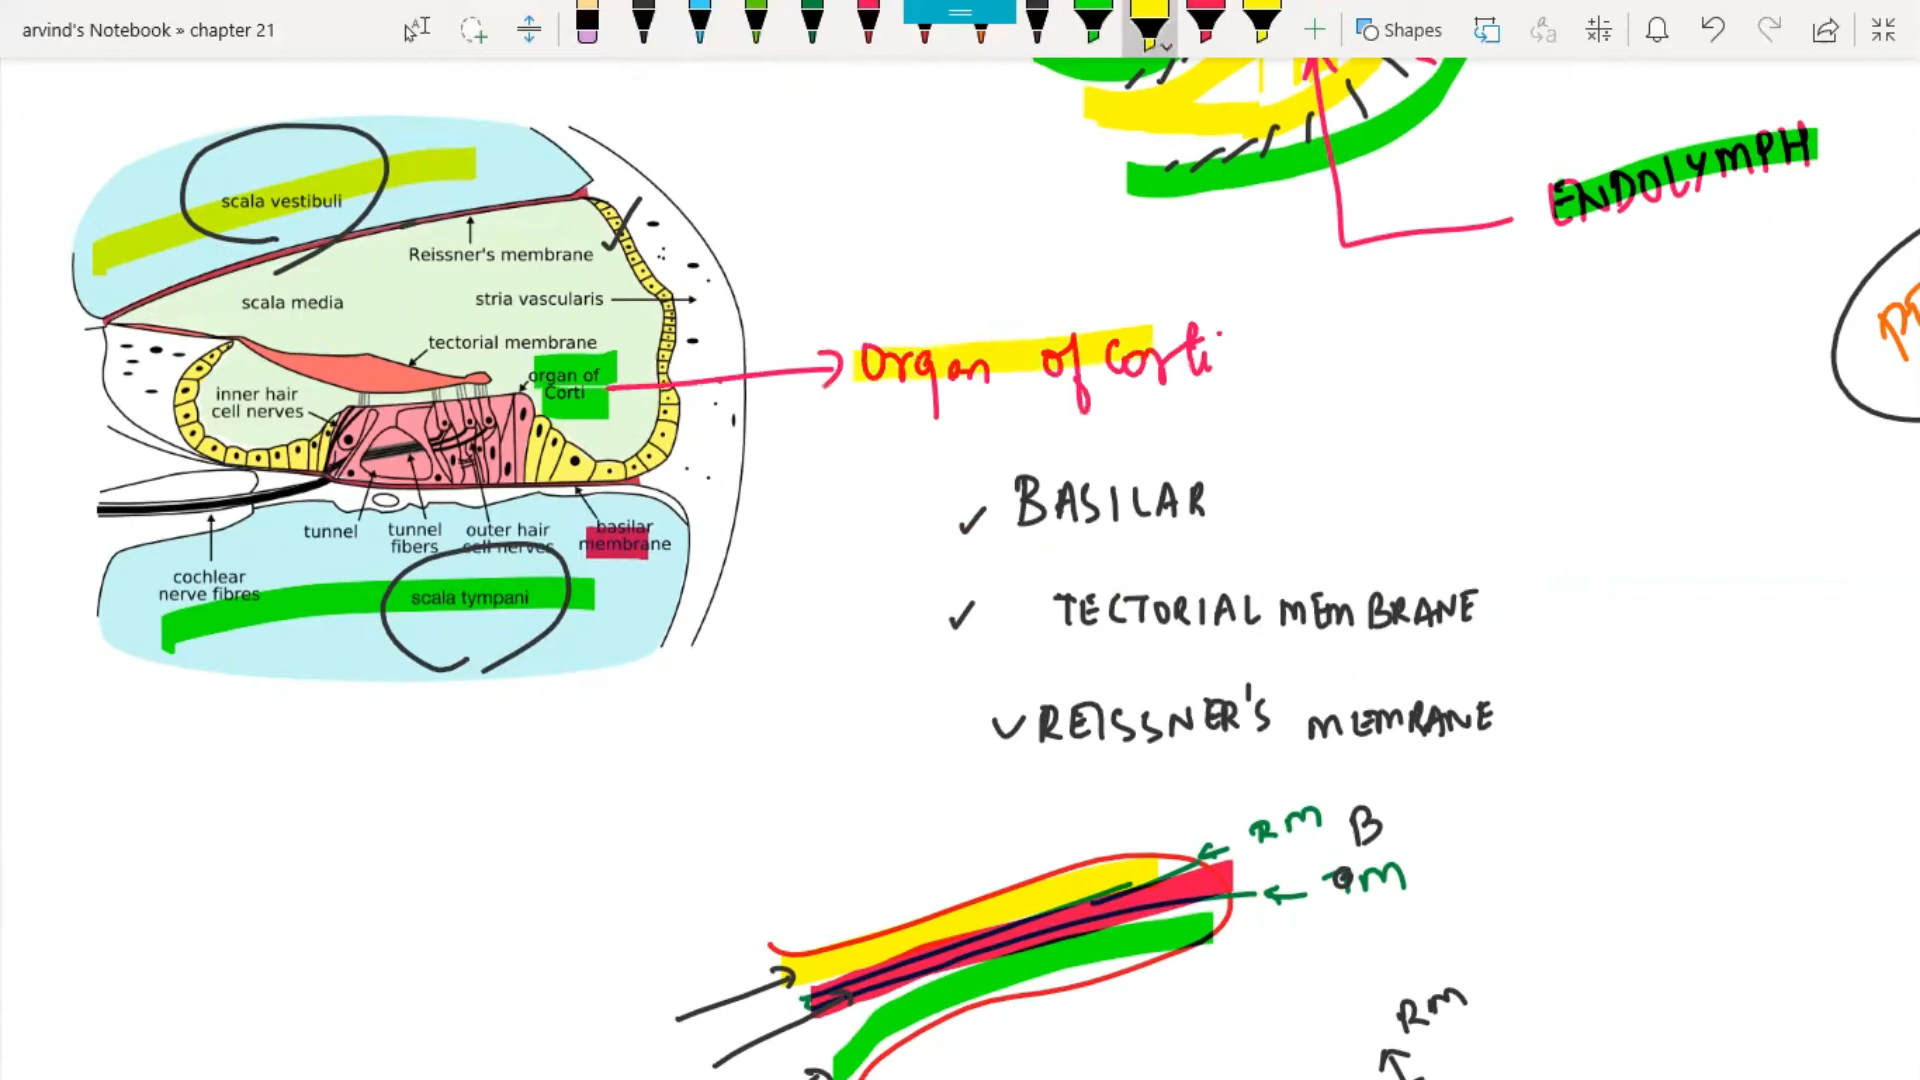 arvind's Notebook » chapter 21
Shapes
scala vestibuli
Reissner's membrane
scala media
stria vascularis
tectorial membrane
organ of
Corti
inner hair
cell nerves
tunnel
tunnel
fibers
outer hair
cell nerves
basilar
membrane
cochlear
nerve fibres
scala tympani
ENDOLYMPH
Organ of Corti
BASILAR
TECTORIAL MEMBRANE
REISSNER'S MEMRANE
RM B
M
RM